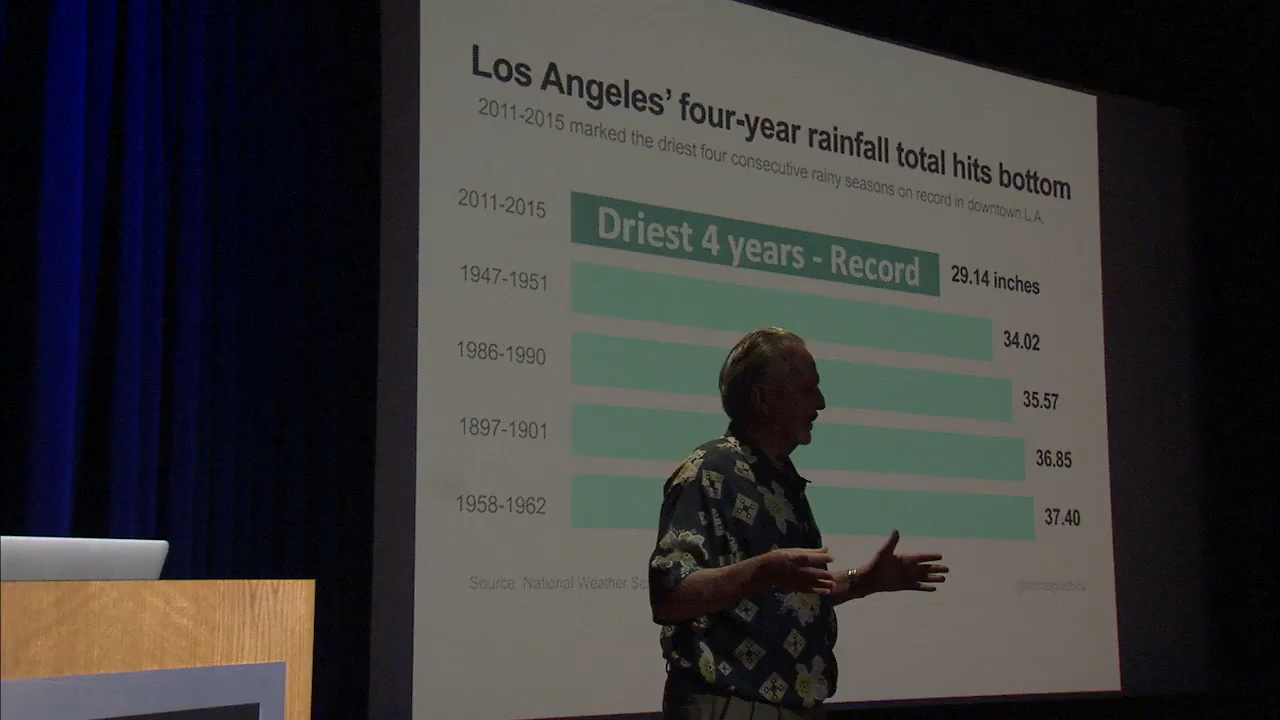 Los Angeles' four-year rainfall total hits bottom
2011-2015 marked the driest four consecutive rainy seasons on record in downtown L.A.
2011-2015 Driest 4 years - Record 29.14 inches
1947-1951 34.02
1986-1990 35.57
1897-1901 36.85
1958-1962 37.40
Source: National Weather